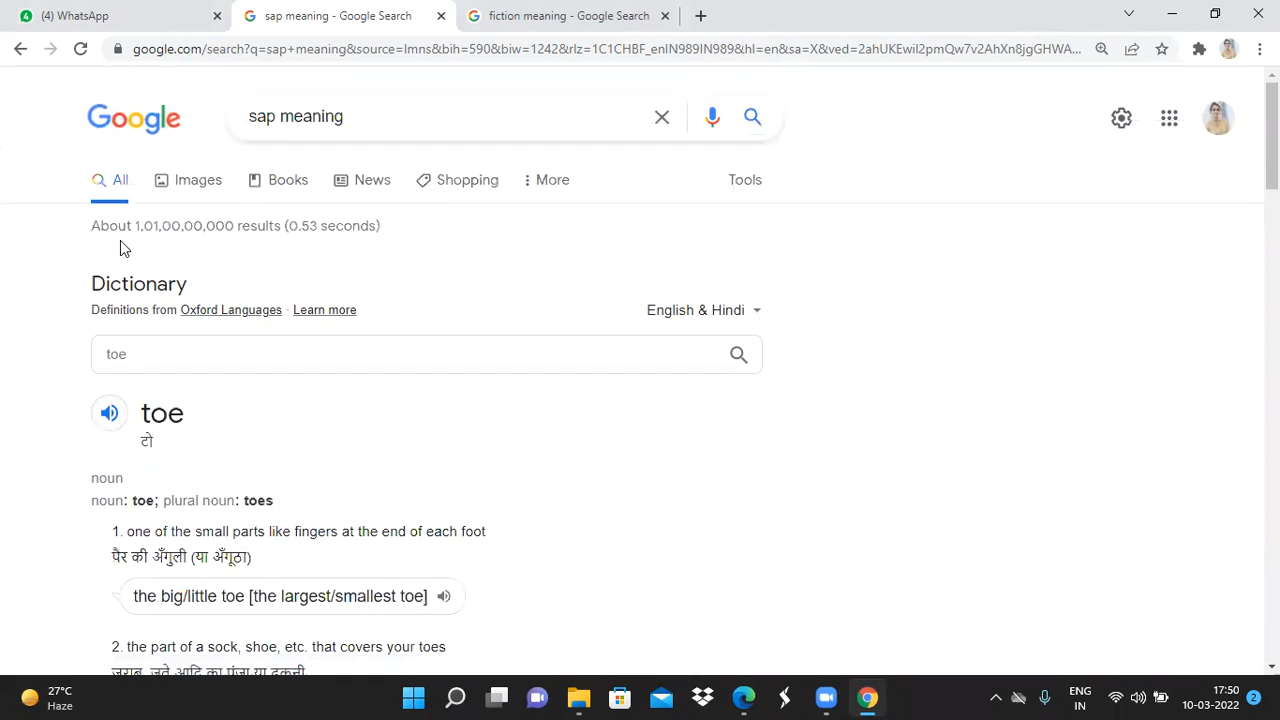 (4) WhatsApp
sap meaning - Google Search
fiction meaning - Google Search
google.com/search?q=sap+meaning&source=lmns&bih=590&biw=1242&rlz=1C1CHBF_enIN989IN989&hl=en&sa=X&ved=2ahUKEwil2pmQw7v2AhXn8jgGHWA...
Google
sap meaning
All
Images
Books
News
Shopping
More
Tools
About 1,01,00,00,000 results (0.53 seconds)
Dictionary
Definitions from Oxford Languages · Learn more
English & Hindi
toe
toe
टो
noun
noun: toe; plural noun: toes
1. one of the small parts like fingers at the end of each foot
पैर की अँगुली (या अँगूठा)
the big/little toe [the largest/smallest toe]
2. the part of a sock, shoe, etc. that covers your toes
जुराब, जूते आदि का पंजा या ढकनी
27°C
Haze
ENG
IN
17:50
10-03-2022
2